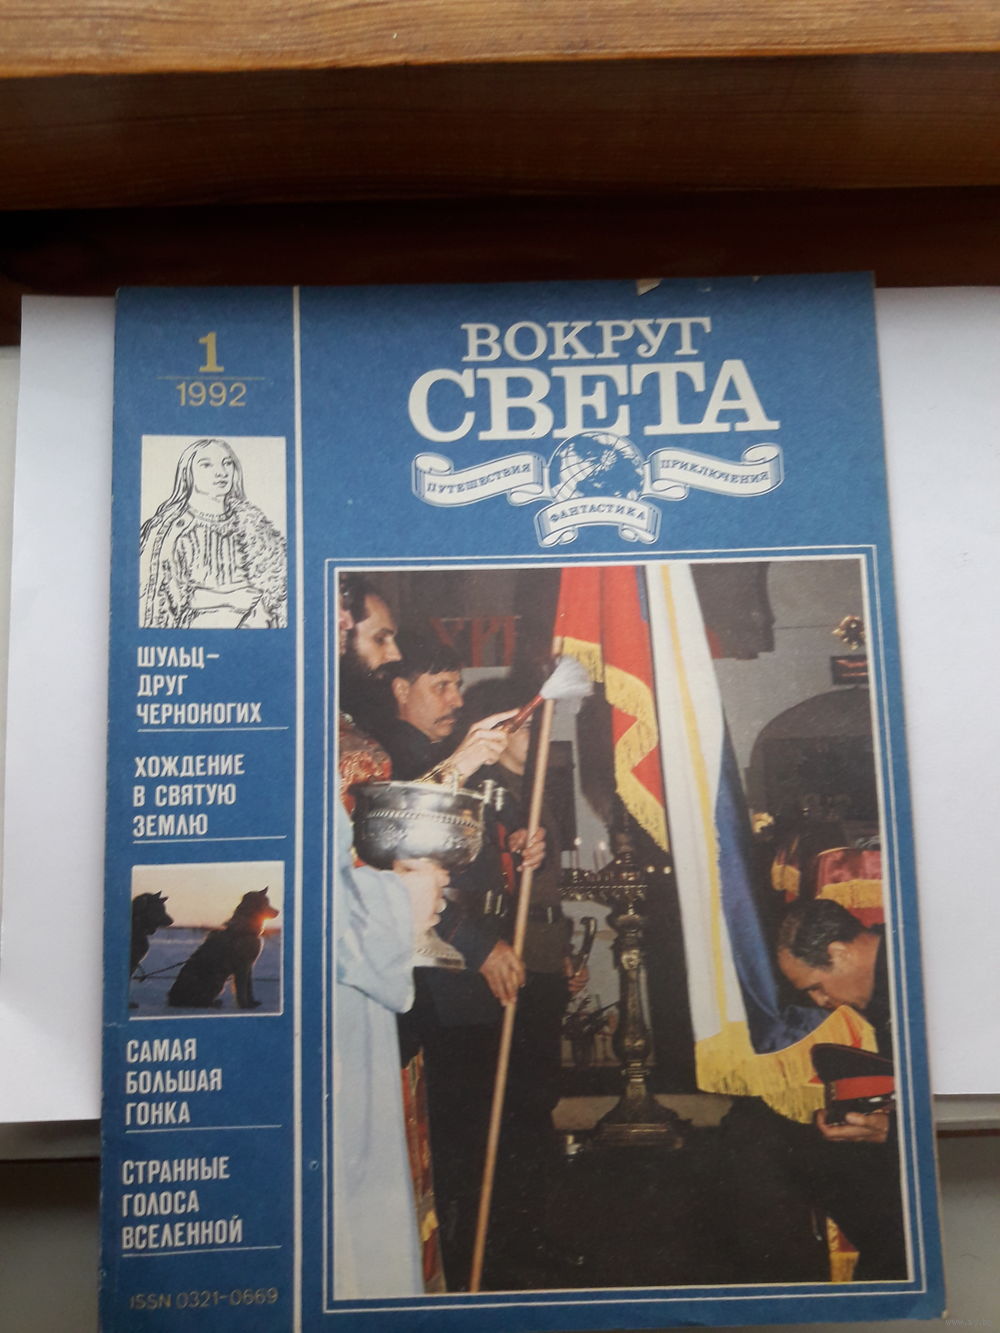 1
1992
ВОКРУГ
СВЕТА
ПУТЕШЕСТВИЯ
ПРИКЛЮЧЕНИЯ
ФАНТАСТИКА
ШУЛЬЦ–
ДРУГ
ЧЕРНОНОГИХ
ХОЖДЕНИЕ
В СВЯТУЮ
ЗЕМЛЮ
САМАЯ
БОЛЬШАЯ
ГОНКА
СТРАННЫЕ
ГОЛОСА
ВСЕЛЕННОЙ
ISSN 0321-0669